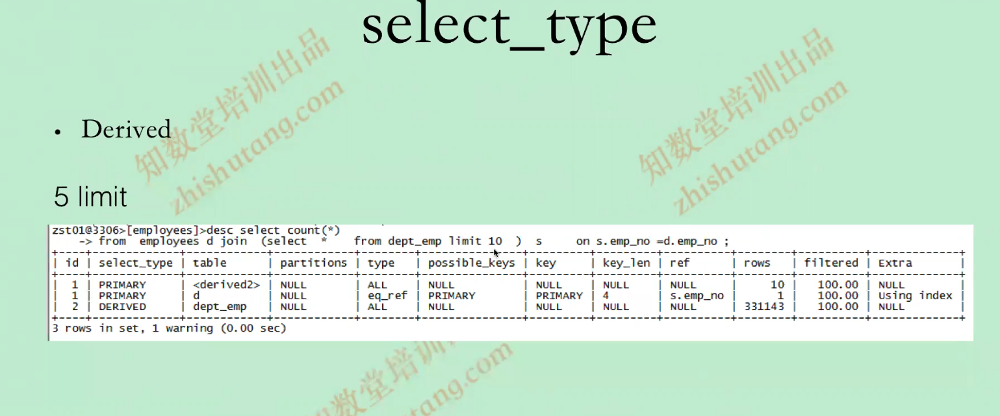 select_type
• Derived
5 limit
zst01@3306>[employees]>desc select count(*)
    -> from  employees d join  (select  *    from dept_emp limit 10  )  s     on s.emp_no =d.emp_no ;
+----+-------------+------------+------------+--------+---------------+---------+---------+----------+--------+----------+-------------+
| id | select_type | table      | partitions | type   | possible_keys | key     | key_len | ref      | rows   | filtered | Extra       |
+----+-------------+------------+------------+--------+---------------+---------+---------+----------+--------+----------+-------------+
|  1 | PRIMARY     | <derived2> | NULL       | ALL    | NULL          | NULL    | NULL    | NULL     |     10 |   100.00 | NULL        |
|  1 | PRIMARY     | d          | NULL       | eq_ref | PRIMARY       | PRIMARY | 4       | s.emp_no |      1 |   100.00 | Using index |
|  2 | DERIVED     | dept_emp   | NULL       | ALL    | NULL          | NULL    | NULL    | NULL     | 331143 |   100.00 | NULL        |
+----+-------------+------------+------------+--------+---------------+---------+---------+----------+--------+----------+-------------+
3 rows in set, 1 warning (0.00 sec)
知数堂培训出品
zhishutang.com
知数堂培训出品
zhishutang.com
数堂培训
tang.com